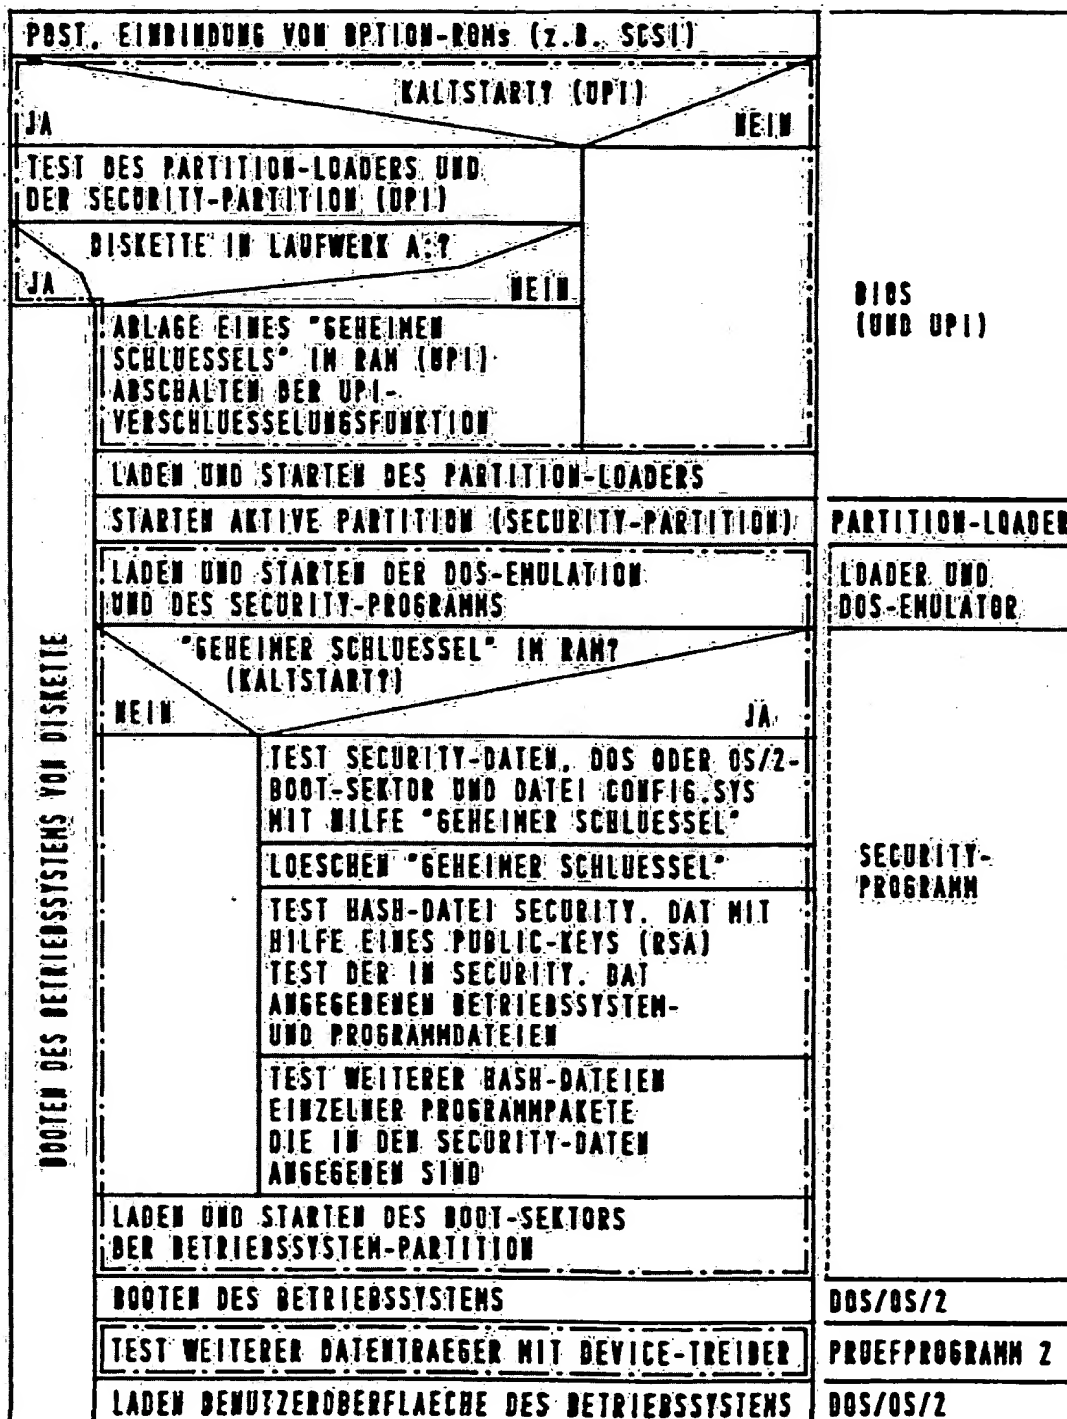 POST, EINBINDUNG VON OPTION-ROMs (z.B. SCSI)
KALTSTART? (UPI)
JA
NEIN
TEST DES PARTITION-LOADERS UND
DER SECURITY-PARTITION (UPI)
DISKETTE IN LAUFWERK A:?
JA
NEIN
ABLAGE EINES "GEHEIMEN
SCHLUESSELS" IM RAM (UPI)
ABSCHALTEN DER UPI-
VERSCHLUESSELUNGSFUNKTION
BIOS
(UND UPI)
LADEN UND STARTEN DES PARTITION-LOADERS
STARTEN AKTIVE PARTITION (SECURITY-PARTITION)
PARTITION-LOADER
LADEN UND STARTEN DER DOS-EMULATION
UND DES SECURITY-PROGRAMMS
LOADER UND
DOS-EMULATOR
"GEHEIMER SCHLUESSEL" IM RAM?
(KALTSTART?)
NEIN
JA
TEST SECURITY-DATEN, DOS ODER OS/2-
BOOT-SEKTOR UND DATEI CONFIG.SYS
MIT HILFE "GEHEIMER SCHLUESSEL"
LOESCHEN "GEHEIMER SCHLUESSEL"
TEST HASH-DATEI SECURITY. DAT MIT
HILFE EINES PUBLIC-KEYS (RSA)
TEST DER IN SECURITY. DAT
ANGEGEBENEN BETRIEBSSYSTEM-
UND PROGRAMMDATEIEN
TEST WEITERER HASH-DATEIEN
EINZELNER PROGRAMMPAKETE
DIE IN DEN SECURITY-DATEN
ANGEGEBEN SIND
SECURITY-
PROGRAMM
LADEN UND STARTEN DES BOOT-SEKTORS
DER BETRIEBSSYSTEM-PARTITION
BOOTEN DES BETRIEBSSYSTEMS VON DISKETTE
BOOTEN DES BETRIEBSSYSTEMS
DOS/OS/2
TEST WEITERER DATENTRAEGER MIT DEVICE-TREIBER
PRUEFPROGRAMM 2
LADEN BENUTZEROBERFLAECHE DES BETRIEBSSYSTEMS
DOS/OS/2